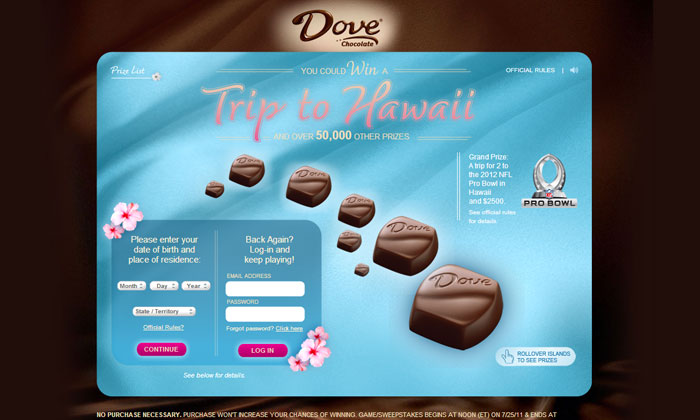 Dove®
Chocolate
Prize List
YOU COULD Win A
OFFICIAL RULES |
Trip to Hawaii
AND OVER 50,000 OTHER PRIZES
Grand Prize:
A trip for 2 to
the 2012 NFL
Pro Bowl in
Hawaii
and $2500.
See official rules
for details.
PRO BOWL
Dove
Dove
Please enter your
date of birth and
place of residence:
Month
Day
Year
State / Territory
Official Rules?
CONTINUE
Back Again?
Log-in and
keep playing!
EMAIL ADDRESS
PASSWORD
Forgot password? Click here
LOG IN
ROLLOVER ISLANDS
TO SEE PRIZES
See below for details.
NO PURCHASE NECESSARY. PURCHASE WON'T INCREASE YOUR CHANCES OF WINNING. GAME/SWEEPSTAKES BEGINS AT NOON (ET) ON 7/25/11 & ENDS AT